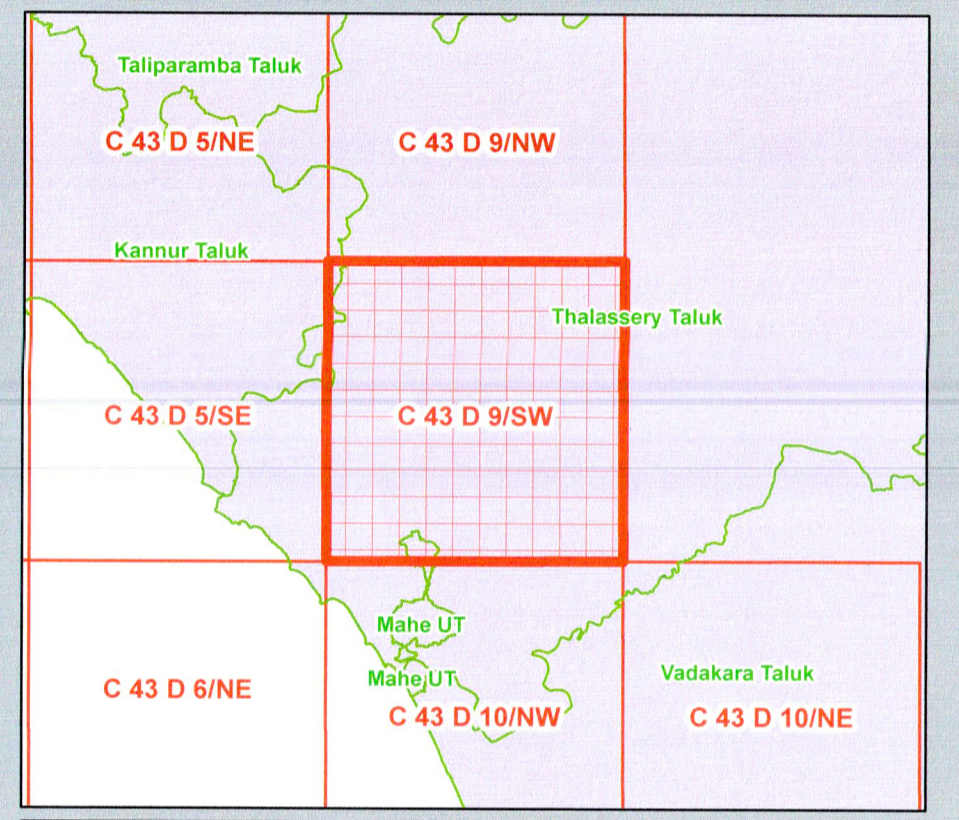 Taliparamba Taluk
C 43 D 5/NE
C 43 D 9/NW
Kannur Taluk
Thalassery Taluk
C 43 D 5/SE
C 43 D 9/SW
Mahe UT
Mahe UT
Vadakara Taluk
C 43 D 6/NE
C 43 D 10/NW
C 43 D 10/NE